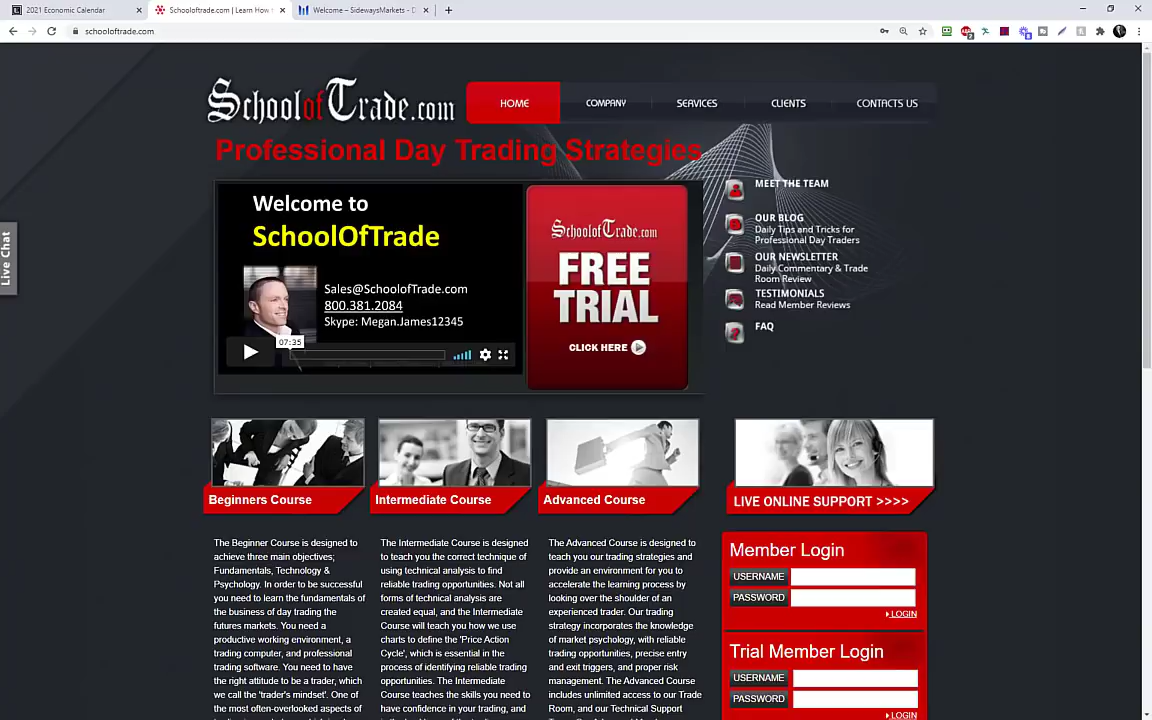 2021 Economic Calendar
Schooloftrade.com | Learn How
Welcome – SidewaysMarkets - D
schooloftrade.com
SchoolofTrade.com
HOME
COMPANY
SERVICES
CLIENTS
CONTACTS US
Professional Day Trading Strategies
Live Chat
Welcome to
SchoolOfTrade
Sales@SchoolofTrade.com
800.381.2084
Skype: Megan.James12345
07:35
SchoolofTrade.com
FREE
TRIAL
CLICK HERE
MEET THE TEAM
OUR BLOG
Daily Tips and Tricks for
Professional Day Traders
OUR NEWSLETTER
Daily Commentary & Trade
Room Review
TESTIMONIALS
Read Member Reviews
FAQ
Beginners Course
The Beginner Course is designed to
achieve three main objectives;
Fundamentals, Technology &
Psychology. In order to be successful
you need to learn the fundamentals of
the business of day trading the
futures markets. You need a
productive working environment, a
trading computer, and professional
trading software. You need to have
the right attitude to be a trader, which
we call the 'trader's mindset'. One of
the most often-overlooked aspects of
Intermediate Course
The Intermediate Course is designed
to teach you the correct technique of
using technical analysis to find
reliable trading opportunities. Not all
forms of technical analysis are
created equal, and the Intermediate
Course will teach you how we use
charts to define the 'Price Action
Cycle', which is essential in the
process of identifying reliable trading
opportunities. The Intermediate
Course teaches the skills you need to
have confidence in your trading, and
Advanced Course
The Advanced Course is designed to
teach you our trading strategies and
provide an environment for you to
accelerate the learning process by
looking over the shoulder of an
experienced trader. Our trading
strategy incorporates the knowledge
of market psychology, with reliable
trading opportunities, precise entry
and exit triggers, and proper risk
management. The Advanced Course
includes unlimited access to our Trade
Room, and our Technical Support
LIVE ONLINE SUPPORT >>>>
Member Login
USERNAME
PASSWORD
LOGIN
Trial Member Login
USERNAME
PASSWORD
LOGIN